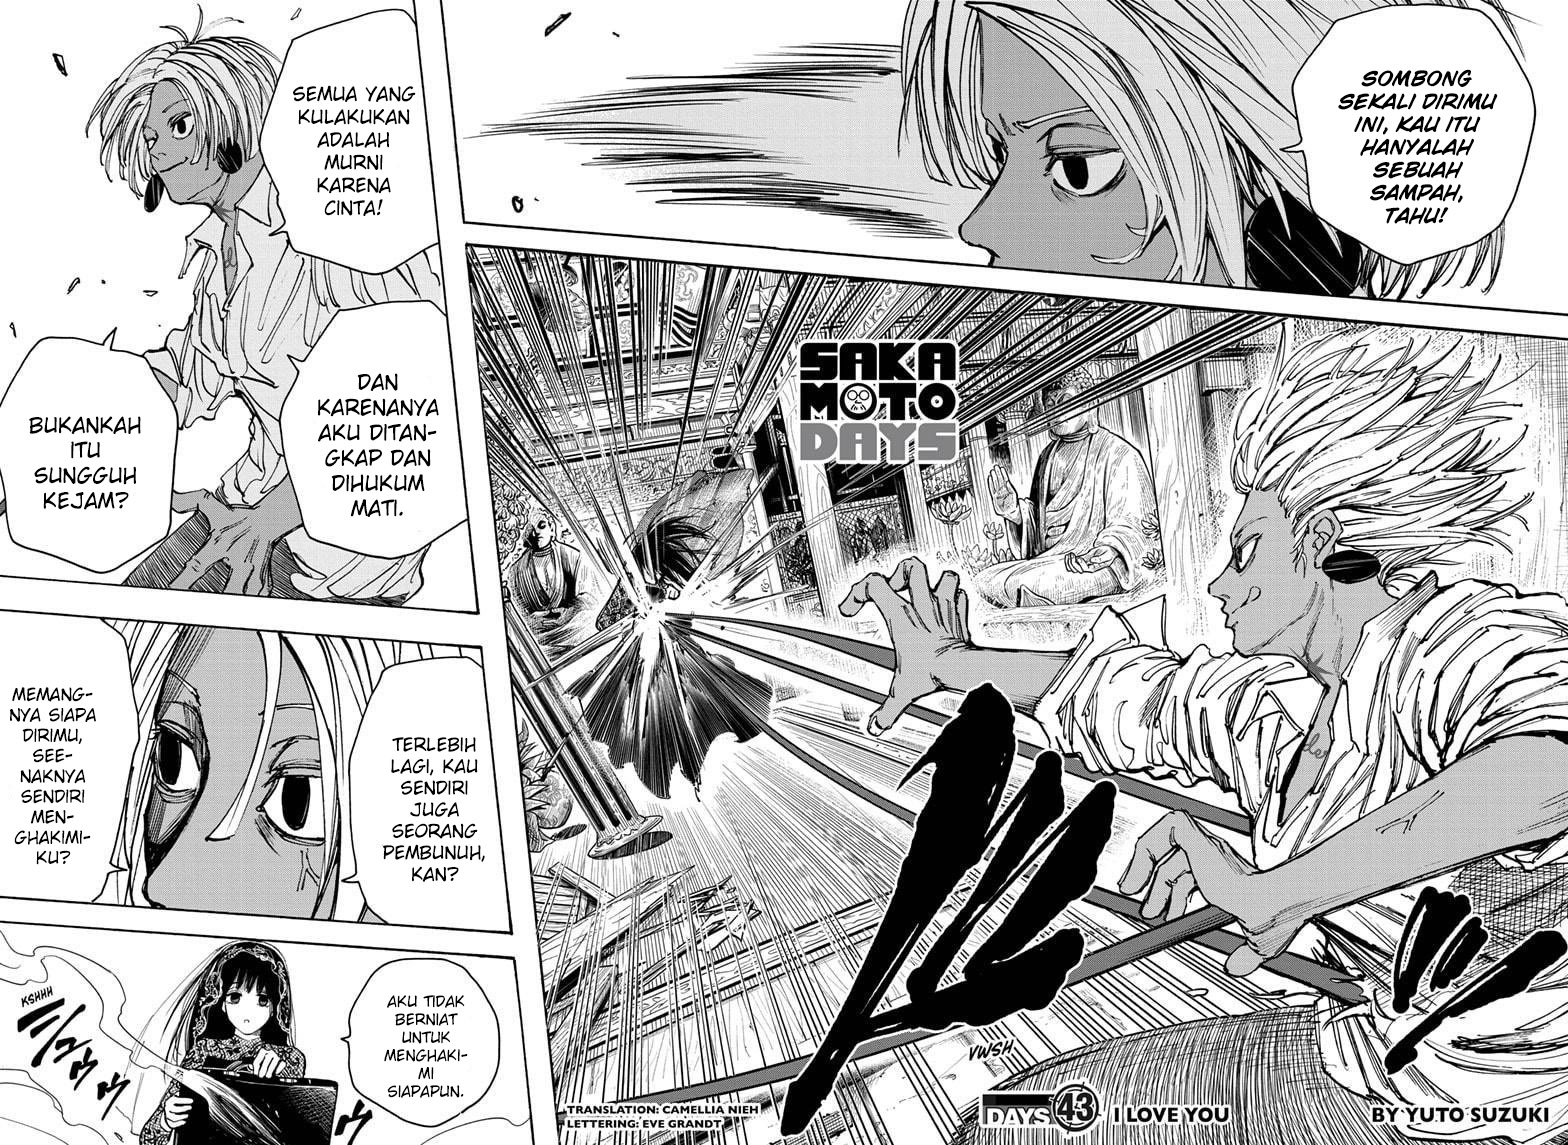 SOMBONG
SEKALI DIRIMU
INI, KAU ITU
HANYALAH
SEBUAH
SAMPAH,
TAHU!
SAKA
MOTO
DAYS
VWSH
TRANSLATION: CAMELLIA NIEH
LETTERING: EVE GRANDT
DAYS 43 I LOVE YOU
BY YUTO SUZUKI
SEMUA YANG
KULAKUKAN
ADALAH
MURNI
KARENA
CINTA!
DAN
KARENANYA
AKU DITAN-
GKAP DAN
DIHUKUM
MATI.
BUKANKAH
ITU
SUNGGUH
KEJAM?
TERLEBIH
LAGI, KAU
SENDIRI
JUGA
SEORANG
PEMBUNUH,
KAN?
MEMANG-
NYA SIAPA
DIRIMU,
SEE-
NAKNYA
SENDIRI
MEN-
GHAKIMI-
KU?
AKU TIDAK
BERNIAT
UNTUK
MENGHAKI-
MI
SIAPAPUN.
KSHHH